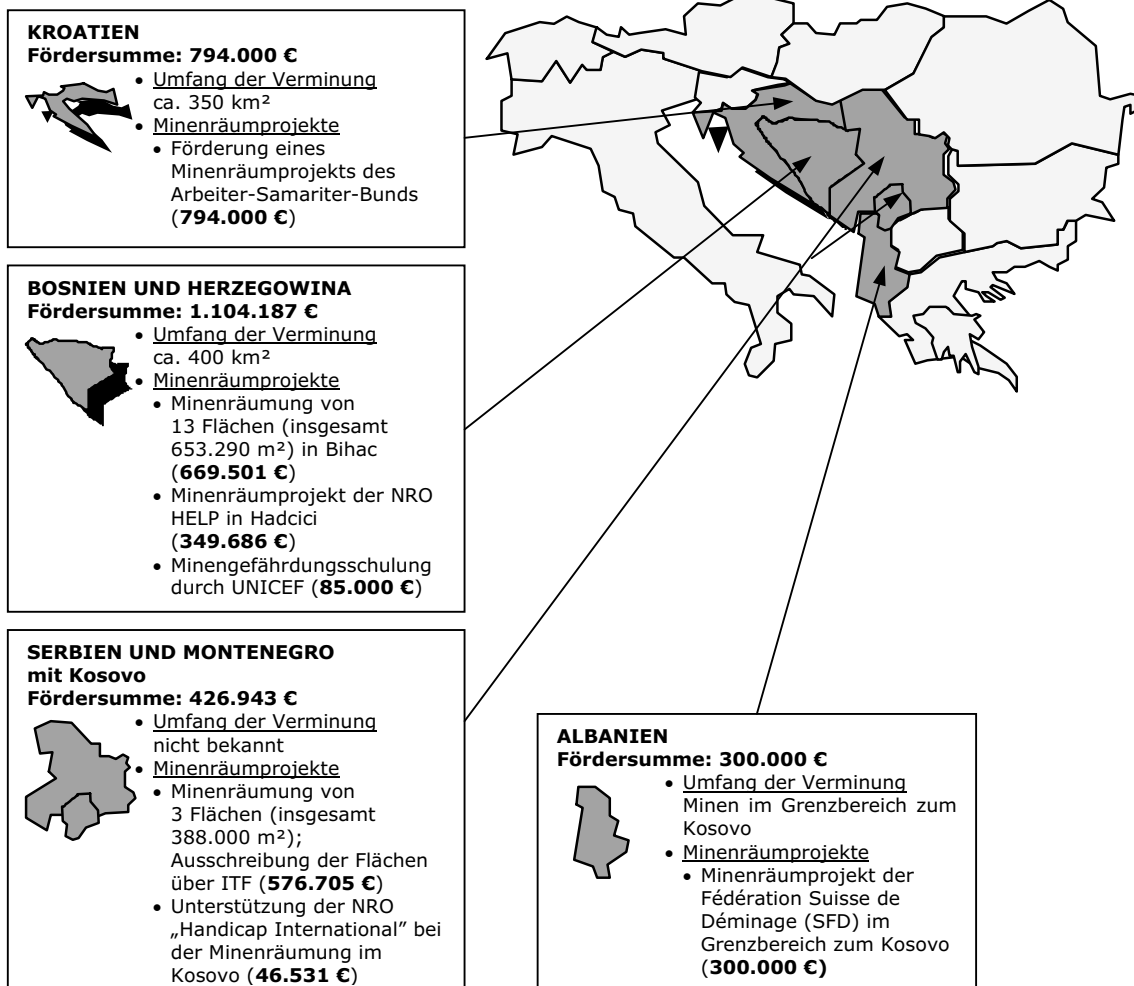 KROATIEN
Fördersumme: 794.000 €
• Umfang der Verminung
ca. 350 km²
• Minenräumprojekte
• Förderung eines
Minenräumprojekts des
Arbeiter-Samariter-Bunds
(794.000 €)
BOSNIEN UND HERZEGOWINA
Fördersumme: 1.104.187 €
• Umfang der Verminung
ca. 400 km²
• Minenräumprojekte
• Minenräumung von
13 Flächen (insgesamt
653.290 m²) in Bihac
(669.501 €)
• Minenräumprojekt der NRO
HELP in Hadcici
(349.686 €)
• Minengefährdungsschulung
durch UNICEF (85.000 €)
SERBIEN UND MONTENEGRO
mit Kosovo
Fördersumme: 426.943 €
• Umfang der Verminung
nicht bekannt
• Minenräumprojekte
• Minenräumung von
3 Flächen (insgesamt
388.000 m²);
Ausschreibung der Flächen
über ITF (576.705 €)
• Unterstützung der NRO
„Handicap International” bei
der Minenräumung im
Kosovo (46.531 €)
ALBANIEN
Fördersumme: 300.000 €
• Umfang der Verminung
Minen im Grenzbereich zum
Kosovo
• Minenräumprojekte
• Minenräumprojekt der
Fédération Suisse de
Déminage (SFD) im
Grenzbereich zum Kosovo
(300.000 €)